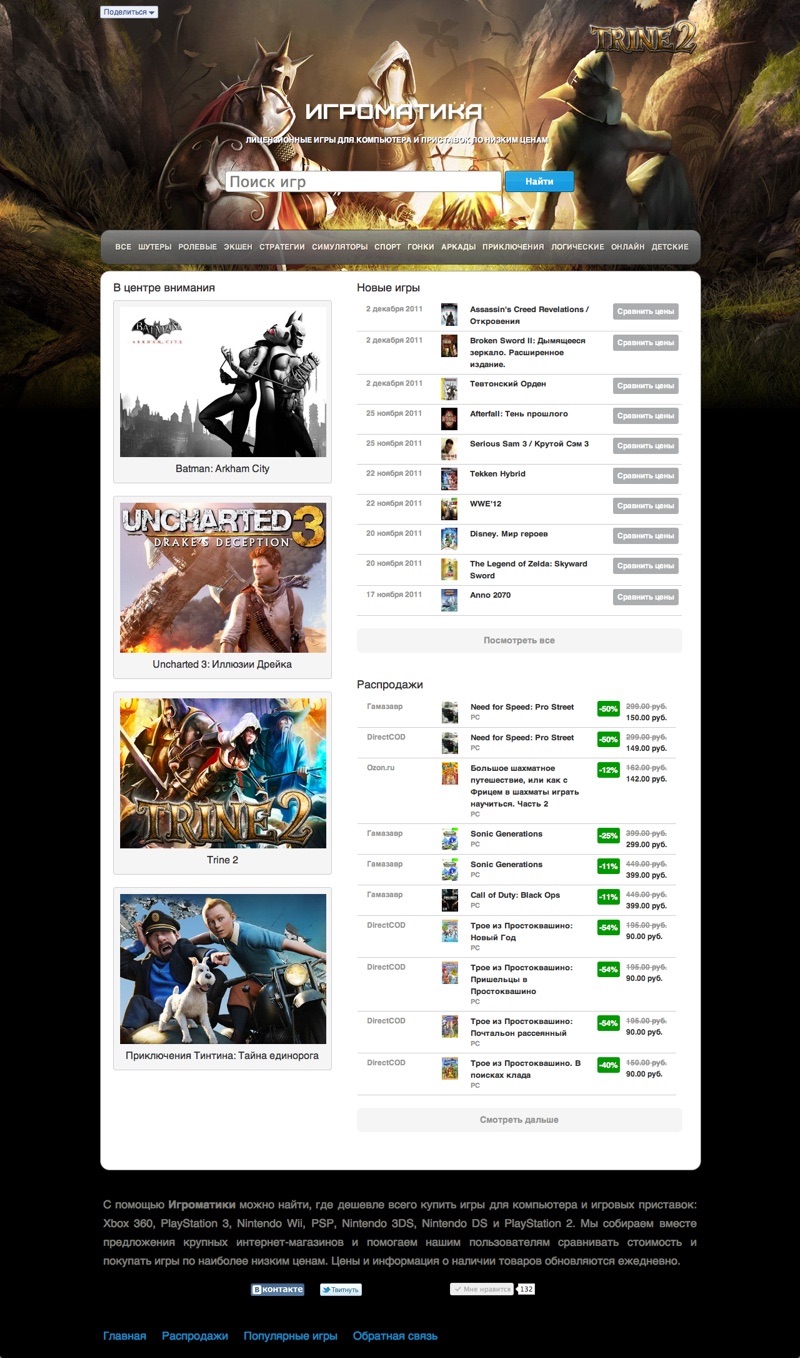 Поделиться
TRINE 2
ИГРОМАТИКА
ЛИЦЕНЗИОННЫЕ ИГРЫ ДЛЯ КОМПЬЮТЕРА И ПРИСТАВОК ПО НИЗКИМ ЦЕНАМ
Поиск игр
Найти
ВСЕ ШУТЕРЫ РОЛЕВЫЕ ЭКШЕН СТРАТЕГИИ СИМУЛЯТОРЫ СПОРТ ГОНКИ АРКАДЫ ПРИКЛЮЧЕНИЯ ЛОГИЧЕСКИЕ ОНЛАЙН ДЕТСКИЕ
В центре внимания
BATMAN
ARKHAM CITY
Batman: Arkham City
UNCHARTED 3
DRAKE'S DECEPTION™
Uncharted 3: Иллюзии Дрейка
TRINE 2
Trine 2
Приключения Тинтина: Тайна единорога
Новые игры
2 декабря 2011 Assassin's Creed Revelations / Сравнить цены
Откровения
2 декабря 2011 Broken Sword II: Дымящееся Сравнить цены
зеркало. Расширенное
издание.
2 декабря 2011 Тевтонский Орден Сравнить цены
25 ноября 2011 Afterfall: Тень прошлого Сравнить цены
25 ноября 2011 Serious Sam 3 / Крутой Сэм 3 Сравнить цены
22 ноября 2011 Tekken Hybrid Сравнить цены
22 ноября 2011 WWE'12 Сравнить цены
20 ноября 2011 Disney. Мир героев Сравнить цены
20 ноября 2011 The Legend of Zelda: Skyward Сравнить цены
Sword
17 ноября 2011 Anno 2070 Сравнить цены
Посмотреть все
Распродажи
Гамазавр Need for Speed: Pro Street -50% 299.00 руб.
PC 150.00 руб.
DirectCOD Need for Speed: Pro Street -50% 299.00 руб.
PC 149.00 руб.
Ozon.ru Большое шахматное -12% 162.00 руб.
путешествие, или как с 142.00 руб.
Фрицем в шахматы играть
научиться. Часть 2
PC
Гамазавр Sonic Generations -25% 399.00 руб.
PC 299.00 руб.
Гамазавр Sonic Generations -11% 449.00 руб.
PC 399.00 руб.
Гамазавр Call of Duty: Black Ops -11% 449.00 руб.
PC 399.00 руб.
DirectCOD Трое из Простоквашино: -54% 195.00 руб.
Новый Год 90.00 руб.
PC
DirectCOD Трое из Простоквашино: -54% 195.00 руб.
Пришельцы в 90.00 руб.
Простоквашино
PC
DirectCOD Трое из Простоквашино: -54% 195.00 руб.
Почтальон рассеянный 90.00 руб.
PC
DirectCOD Трое из Простоквашино. В -40% 150.00 руб.
поисках клада 90.00 руб.
PC
Смотреть дальше
С помощью Игроматики можно найти, где дешевле всего купить игры для компьютера и игровых приставок:
Xbox 360, PlayStation 3, Nintendo Wii, PSP, Nintendo 3DS, Nintendo DS и PlayStation 2. Мы собираем вместе
предложения крупных интернет-магазинов и помогаем нашим пользователям сравнивать стоимость и
покупать игры по наиболее низким ценам. Цены и информация о наличии товаров обновляются ежедневно.
В контакте Твитнуть Мне нравится 132
Главная Распродажи Популярные игры Обратная связь